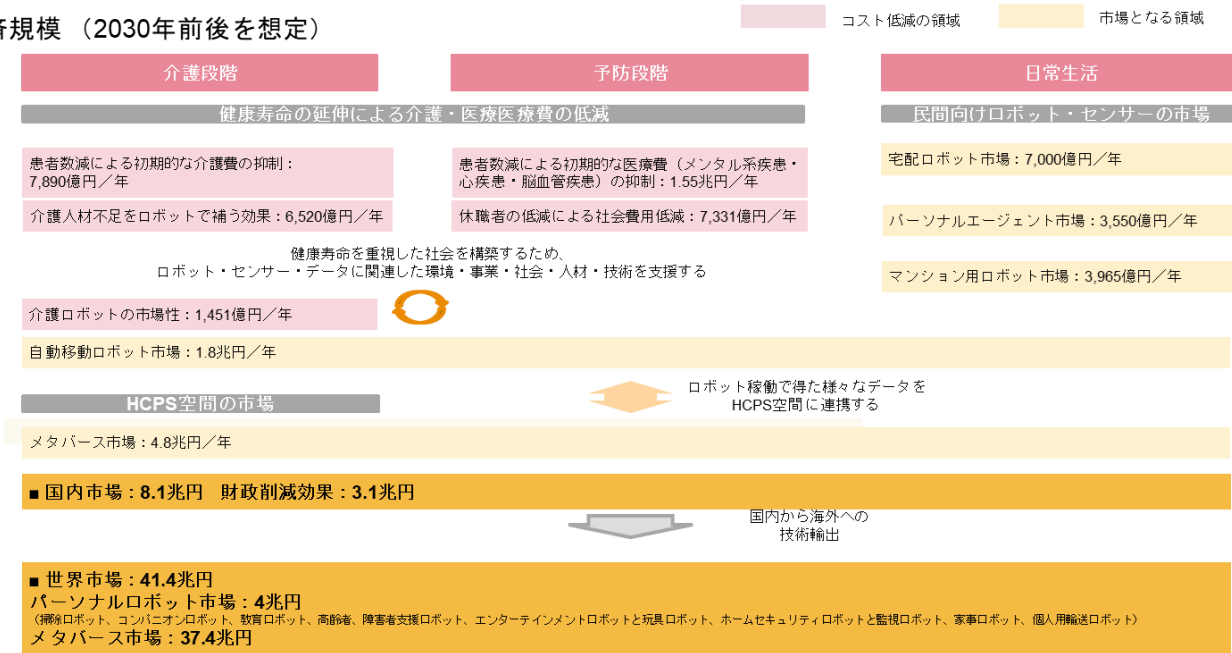 済規模 （2030年前後を想定）
コスト低減の領域
市場となる領域
介護段階
予防段階
日常生活
健康寿命の延伸による介護・医療医療費の低減
民間向けロボット・センサーの市場
患者数減による初期的な介護費の抑制：
7,890億円／年
患者数減による初期的な医療費（メンタル系疾患・
心疾患・脳血管疾患）の抑制：1.55兆円／年
宅配ロボット市場：7,000億円／年
介護人材不足をロボットで補う効果：6,520億円／年
休職者の低減による社会費用低減：7,331億円／年
パーソナルエージェント市場：3,550億円／年
健康寿命を重視した社会を構築するため、
ロボット・センサー・データに関連した環境・事業・社会・人材・技術を支援する
マンション用ロボット市場：3,965億円／年
介護ロボットの市場性：1,451億円／年
自動移動ロボット市場：1.8兆円／年
ロボット稼働で得た様々なデータを
HCPS空間に連携する
HCPS空間の市場
メタバース市場：4.8兆円／年
■ 国内市場：8.1兆円 財政削減効果：3.1兆円
国内から海外への
技術輸出
■ 世界市場：41.4兆円
パーソナルロボット市場：4兆円
（掃除ロボット、コンパニオンロボット、教育ロボット、高齢者、障害者支援ロボット、エンターテインメントロボットと玩具ロボット、ホームセキュリティロボットと監視ロボット、家事ロボット、個人用輸送ロボット）
メタバース市場：37.4兆円